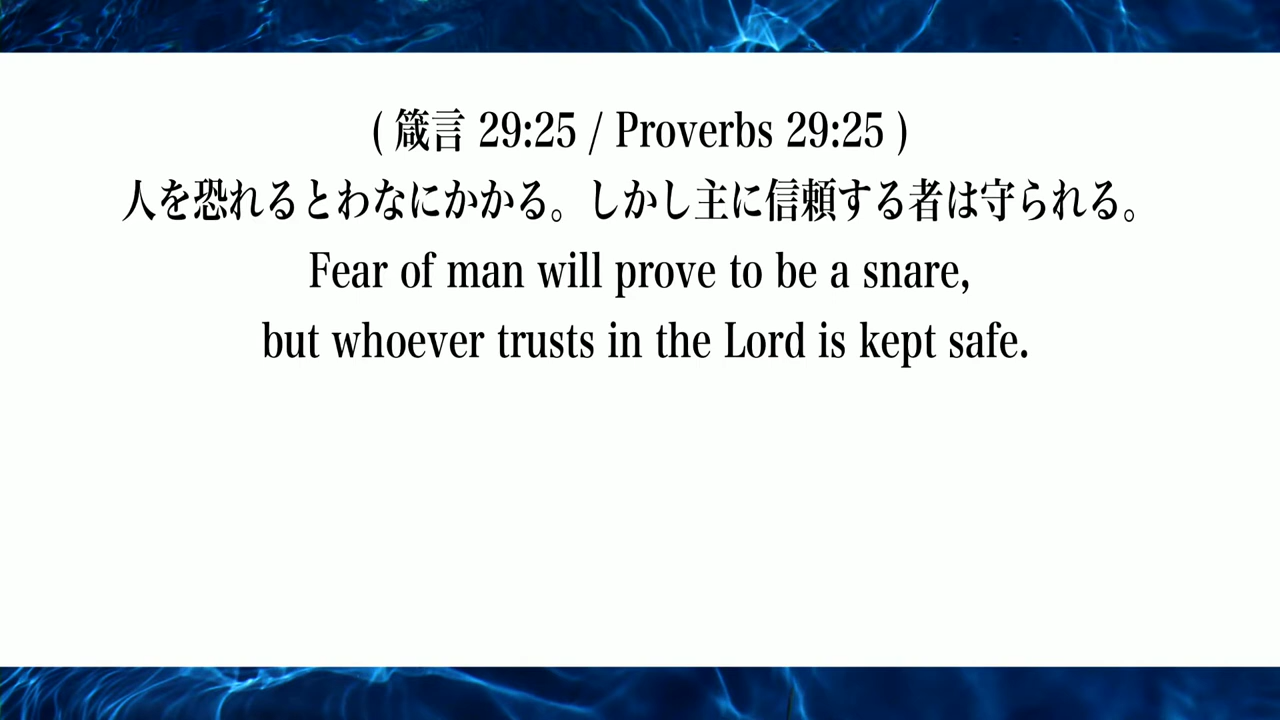 ( 箴言 29:25 / Proverbs 29:25 )
人を恐れるとわなにかかる。しかし主に信頼する者は守られる。
Fear of man will prove to be a snare,
but whoever trusts in the Lord is kept safe.